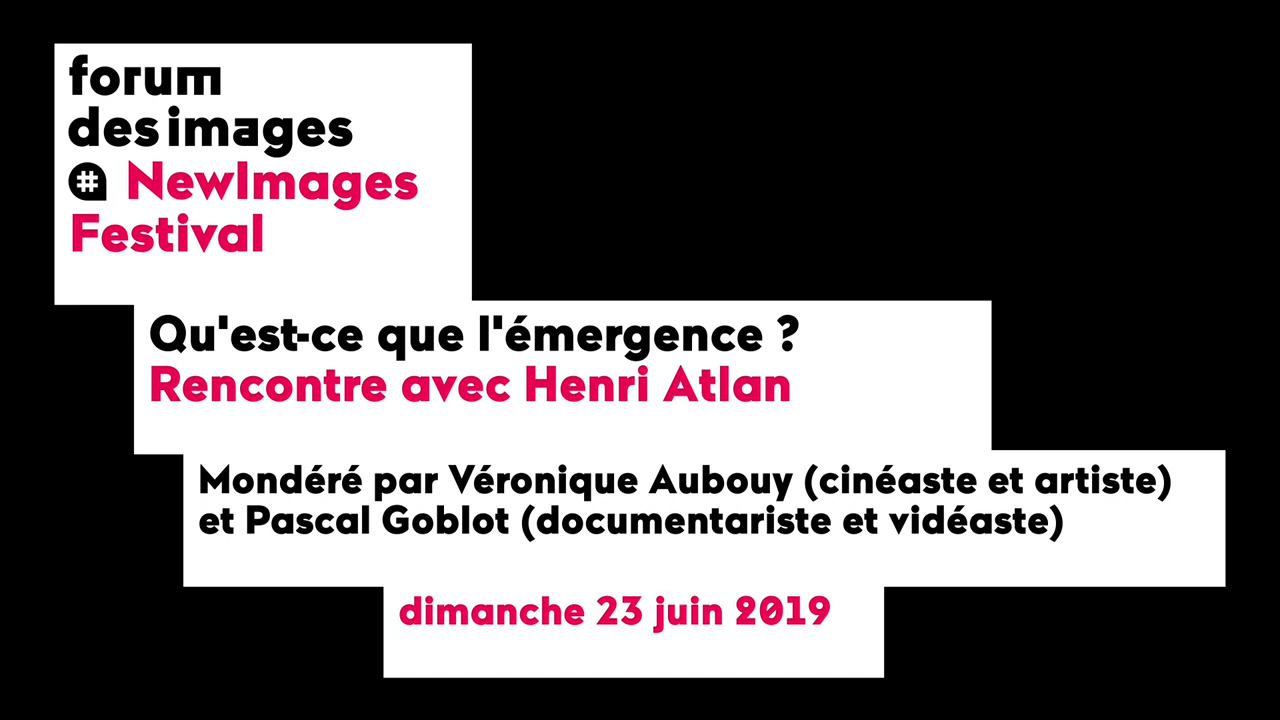 forum
des images
# NewImages
Festival
Qu'est-ce que l'émergence ?
Rencontre avec Henri Atlan
Mondéré par Véronique Aubouy (cinéaste et artiste)
et Pascal Goblot (documentariste et vidéaste)
dimanche 23 juin 2019